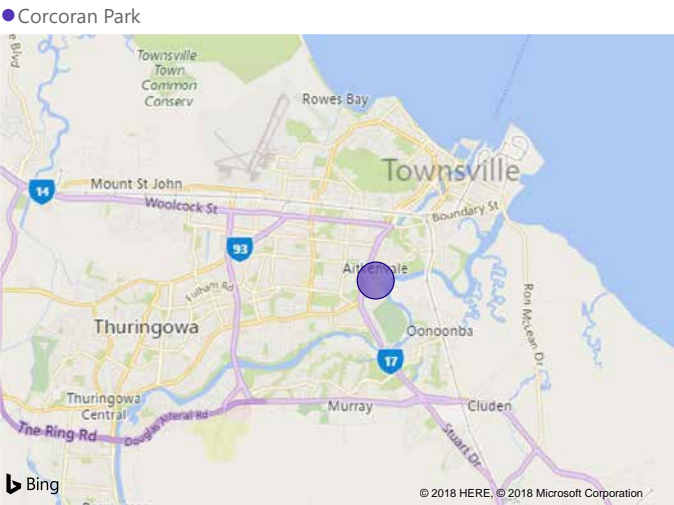 Corcoran Park
e Blvd
Townsville
Town
Common
Conserv
Rowes Bay
Townsville
14
Mount St John
Woolcock St
Boundary St
93
Aitkenvale
Fulham Rd
Ron McLean Dr
Thuringowa
Oonoonba
17
Thuringowa
Central
Murray
Cluden
The Ring Rd
Douglas Arterial Rd
Stuart Dr
Bing
© 2018 HERE, © 2018 Microsoft Corporation